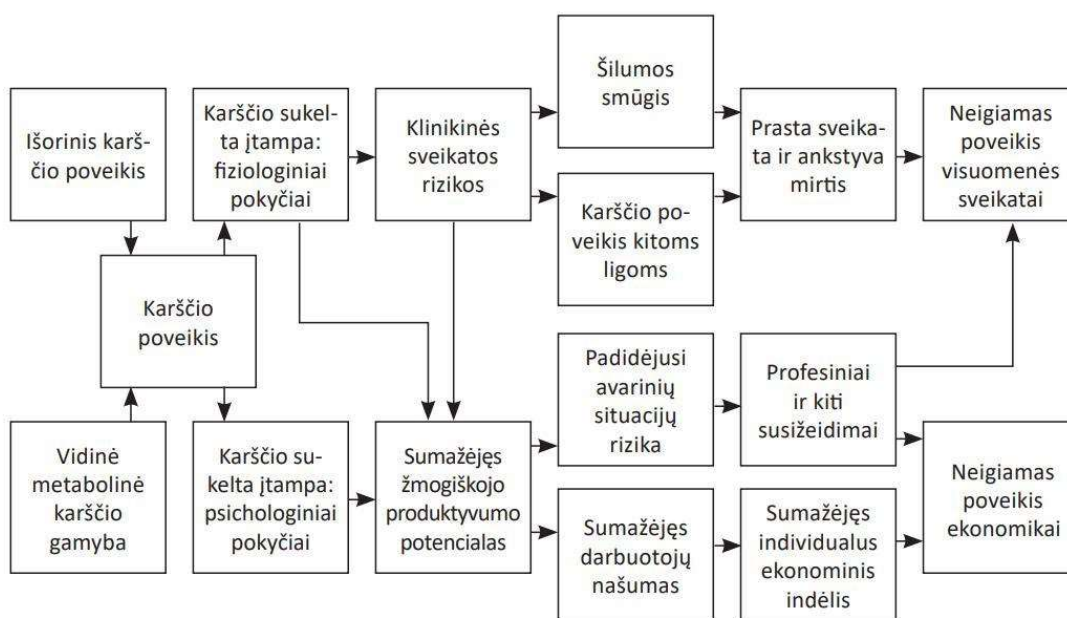 Išorinis karš-
čio poveikis
Vidinė
metabolinė
karščio
gamyba
Karščio
poveikis
Karščio sukel-
ta įtampa:
fiziologiniai
pokyčiai
Karščio su-
kelta įtampa:
psichologiniai
pokyčiai
Klinikinės
sveikatos
rizikos
Sumažėjęs
žmogiškojo
produktyvumo
potencialas
Šilumos
smūgis
Karščio po-
veikis kitoms
ligoms
Padidėjusi
avarinių
situacijų
rizika
Sumažėjęs
darbuotojų
našumas
Prasta sveika-
ta ir ankstyva
mirtis
Profesiniai
ir kiti
susižeidimai
Sumažėjęs
individualus
ekonominis
indėlis
Neigiamas
poveikis
visuomenės
sveikatai
Neigiamas
poveikis
ekonomikai